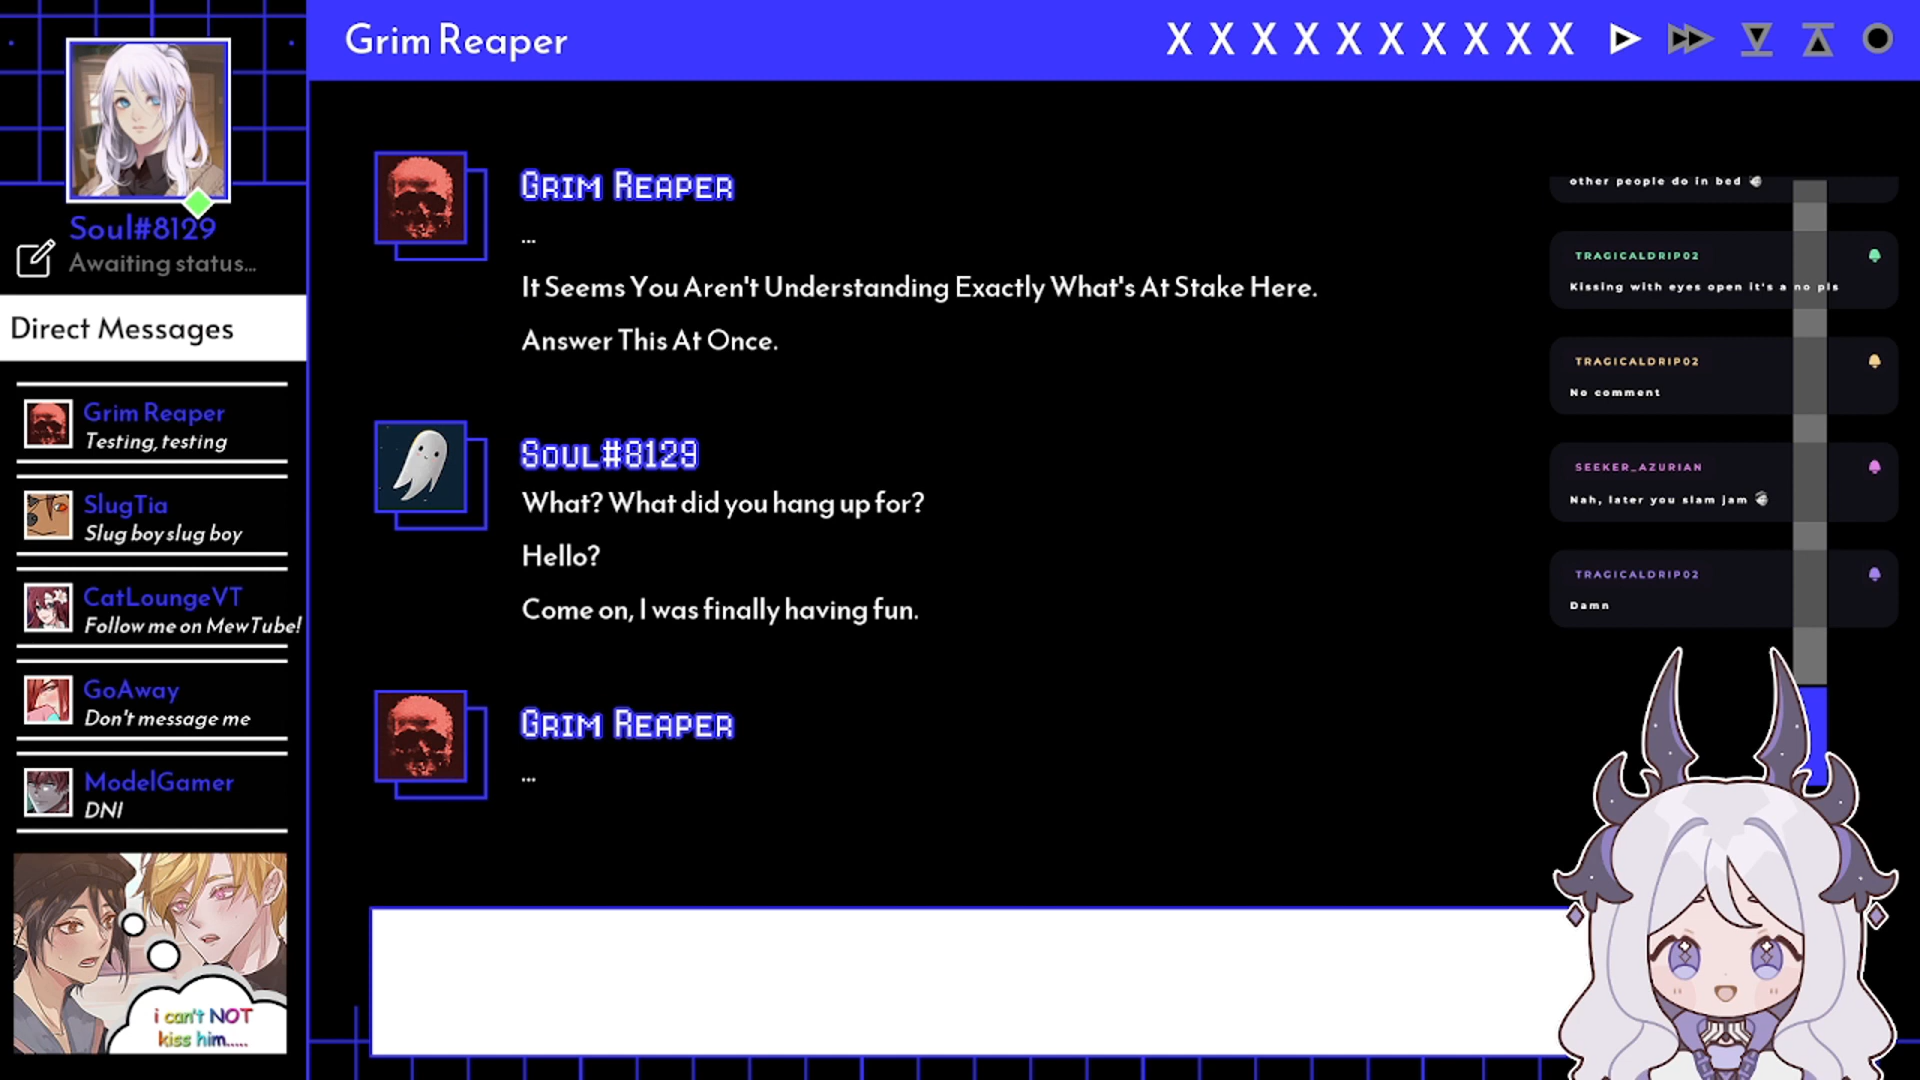 Grim Reaper
X X X X X X X X X X
Soul#8129
Awaiting status...
Direct Messages
Grim Reaper
Testing, testing
SlugTia
Slug boy slug boy
CatLoungeVT
Follow me on MewTube!
GoAway
Don't message me
ModelGamer
DNI
i can't NOT
kiss him.....
Grim Reaper
...
It Seems You Aren't Understanding Exactly What's At Stake Here.
Answer This At Once.
Soul#8129
What? What did you hang up for?
Hello?
Come on, I was finally having fun.
Grim Reaper
...
other people do in bed
TRAGICALDRIP02
Kissing with eyes open it's a no pls
TRAGICALDRIP02
No comment
SEEKER_AZURIAN
Nah, later you slam jam
TRAGICALDRIP02
Damn